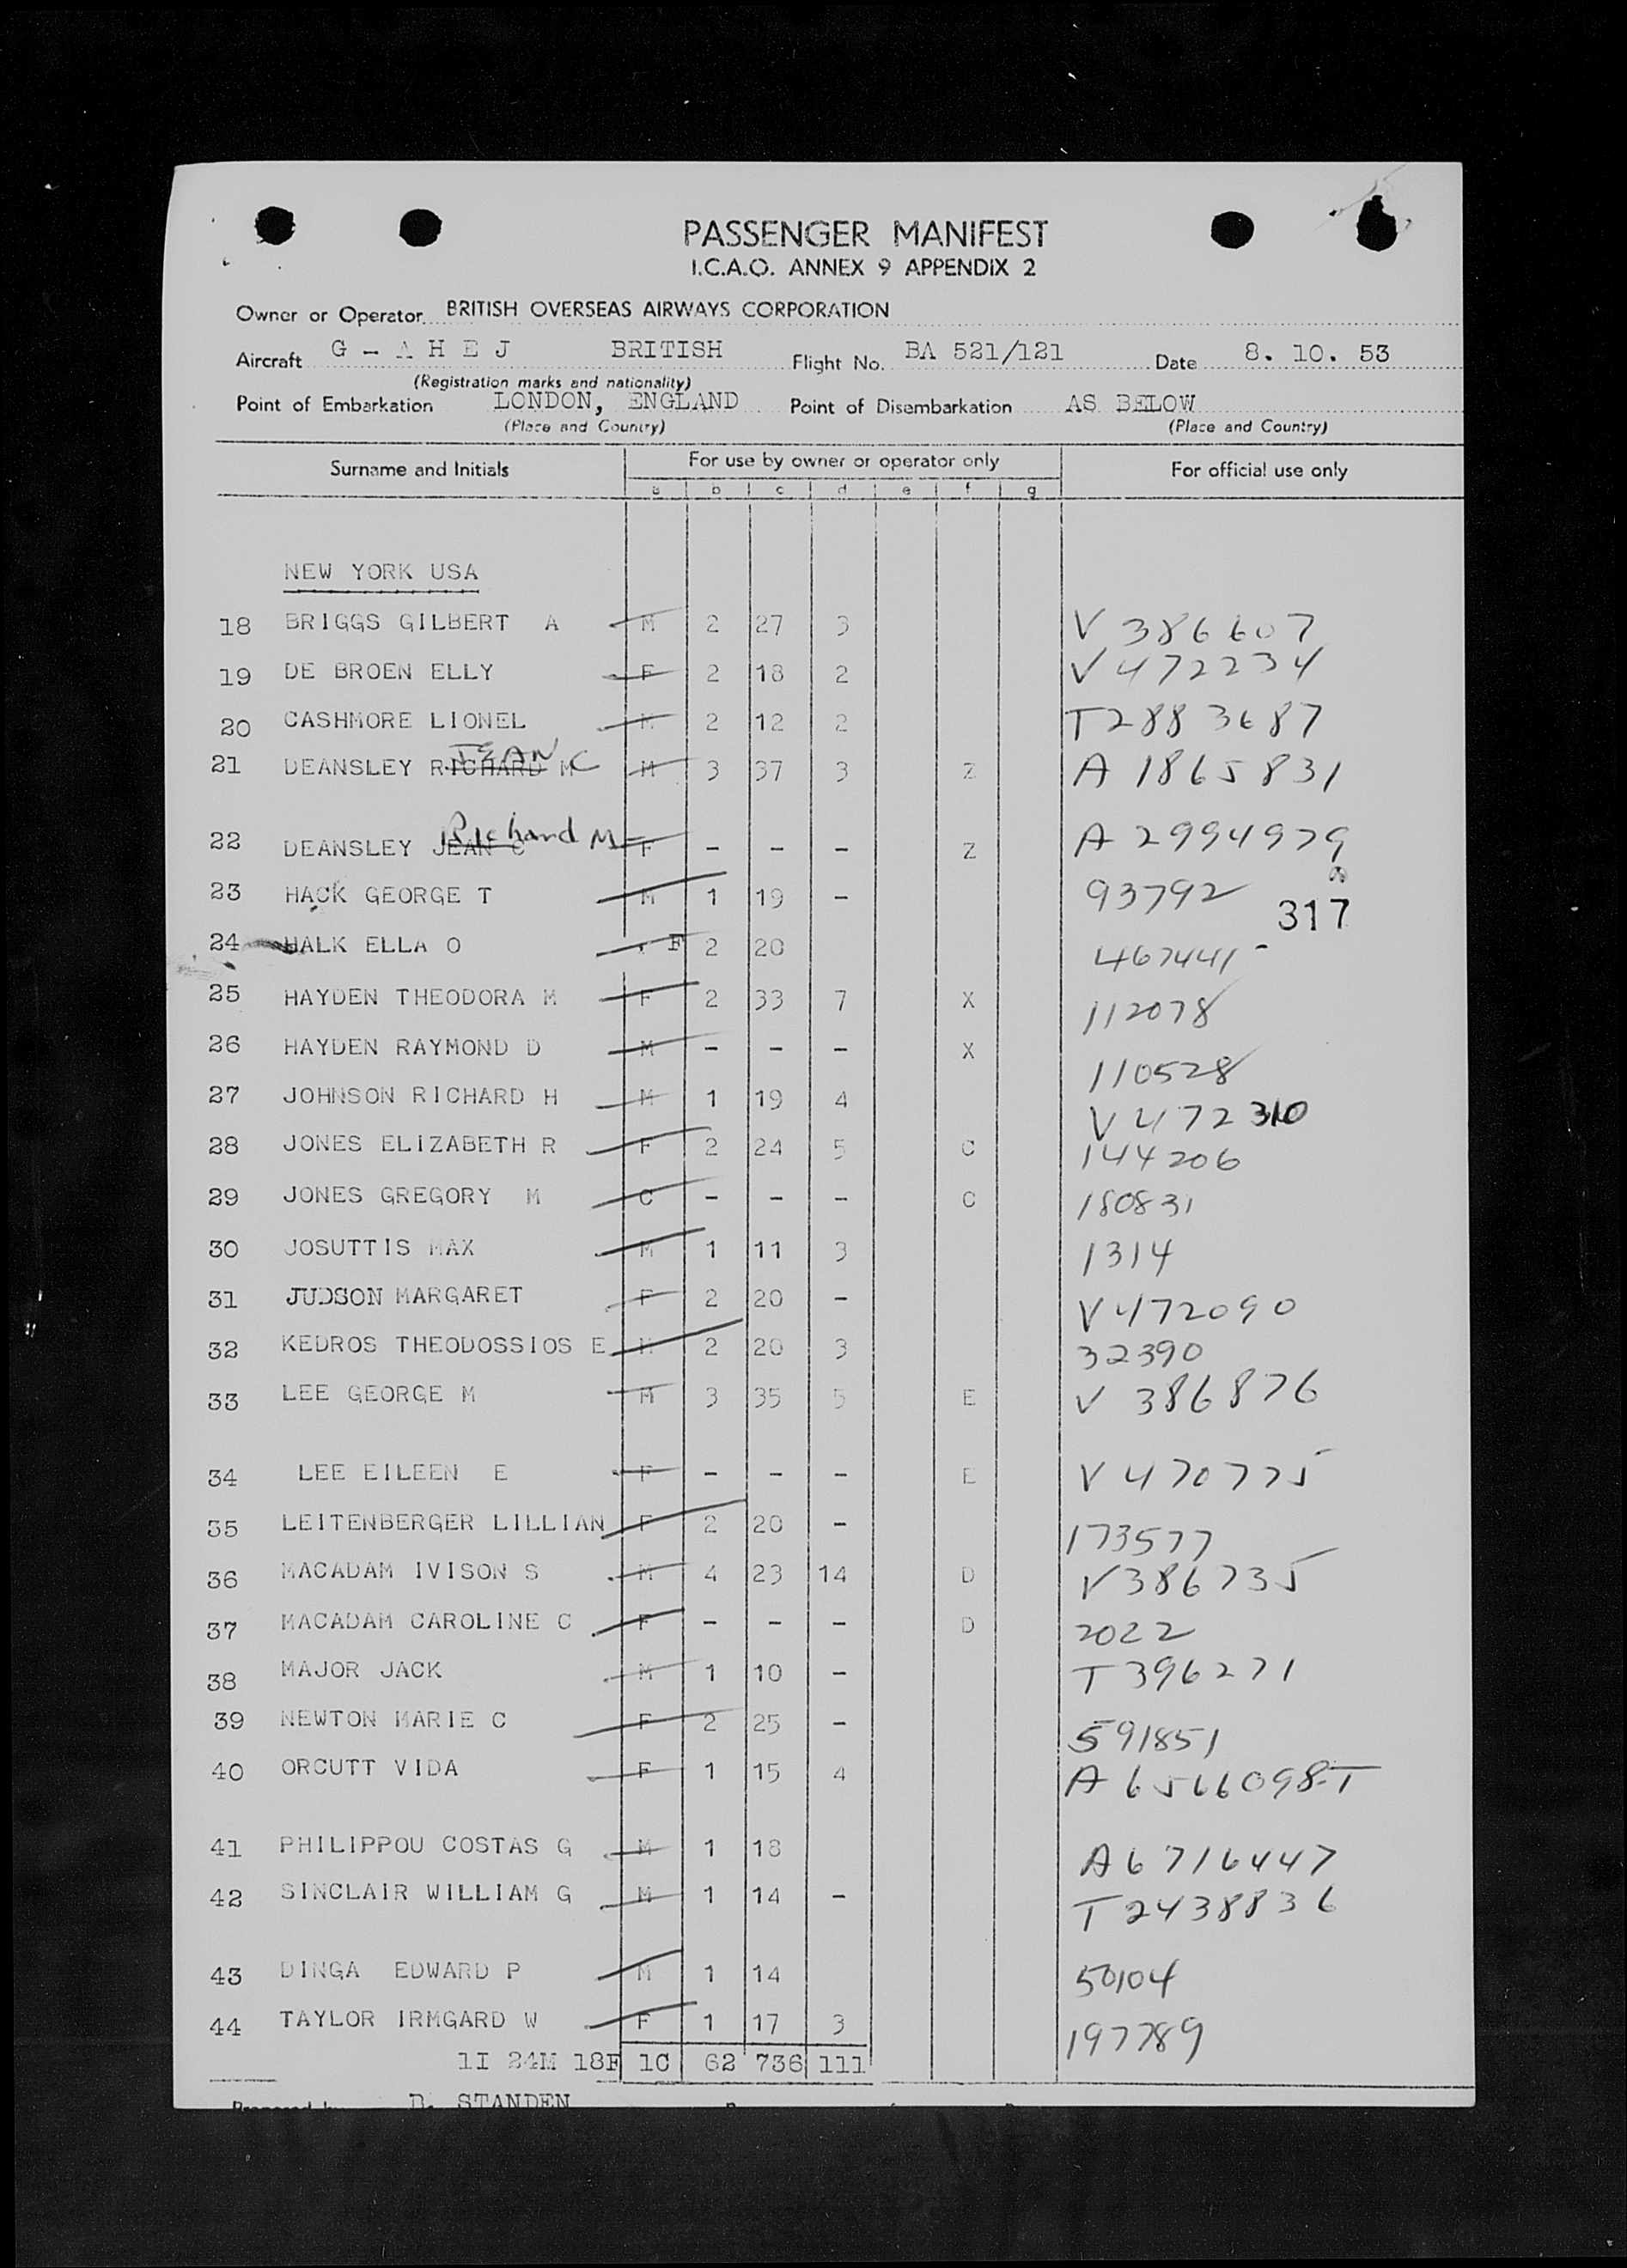 PASSENGER MANIFEST
I.C.A.O. ANNEX 9 APPENDIX 2
Owner or Operator BRITISH OVERSEAS AIRWAYS CORPORATION
Aircraft G - A H E J BRITISH Flight No. BA 521/121 Date 8. 10. 53
(Registration marks and nationality)
Point of Embarkation LONDON, ENGLAND Point of Disembarkation AS BELOW
(Place and Country) (Place and Country)
Surname and Initials For use by owner or operator only For official use only
a b c d e f g
NEW YORK USA
18 BRIGGS GILBERT A M 2 27 3 V 386607
19 DE BROEN ELLY F 2 18 2 V 472234
20 CASHMORE LIONEL M 2 12 2 T2883687
JEAN C
21 DEANSLEY RICHARD M M 3 37 3 Z A 1865831
Richard M
22 DEANSLEY JEAN C F - - - Z A 2994979
23 HACK GEORGE T M 1 19 - 93792
317
24 HALK ELLA O F 2 20 467441
25 HAYDEN THEODORA M F 2 33 7 X 112078
26 HAYDEN RAYMOND D M - - - X 110528
27 JOHNSON RICHARD H M 1 19 4 V 472310
28 JONES ELIZABETH R F 2 24 5 C 144206
29 JONES GREGORY M C - - - C 180831
30 JOSUTTIS MAX M 1 11 3 1314
31 JUDSON MARGARET F 2 20 - V472090
32 KEDROS THEODOSSIOS E M 2 20 3 32390
33 LEE GEORGE M M 3 35 5 E V 386876
34 LEE EILEEN E F - - - E V 470775
35 LEITENBERGER LILLIAN F 2 20 - 173577
36 MACADAM IVISON S M 4 23 14 D V386735
37 MACADAM CAROLINE C F - - - D 2022
38 MAJOR JACK M 1 10 - T 396271
39 NEWTON MARIE C F 2 25 - 591851
40 ORCUTT VIDA F 1 15 4 A 6566098-T
41 PHILIPPOU COSTAS G M 1 18 A6716447
42 SINCLAIR WILLIAM G M 1 14 - T 2438836
43 DINGA EDWARD P M 1 14 50104
44 TAYLOR IRMGARD W F 1 17 3 197789
1I 24M 18F 1C 62 736 111
Prepared by B. STANDEN